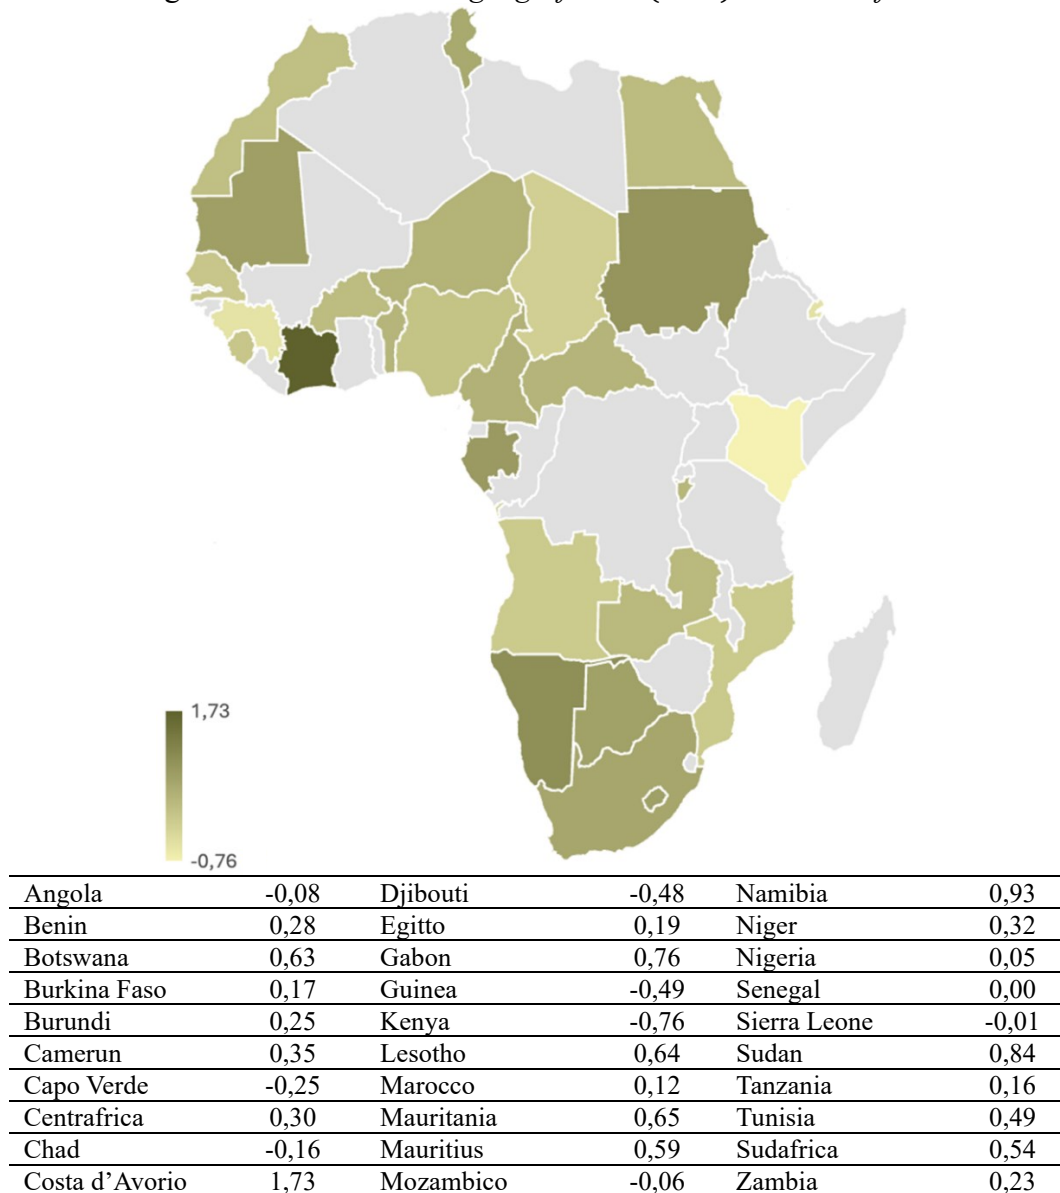 1,73
-0,76
Angola -0,08 Djibouti -0,48 Namibia 0,93
Benin 0,28 Egitto 0,19 Niger 0,32
Botswana 0,63 Gabon 0,76 Nigeria 0,05
Burkina Faso 0,17 Guinea -0,49 Senegal 0,00
Burundi 0,25 Kenya -0,76 Sierra Leone -0,01
Camerun 0,35 Lesotho 0,64 Sudan 0,84
Capo Verde -0,25 Marocco 0,12 Tanzania 0,16
Centrafrica 0,30 Mauritania 0,65 Tunisia 0,49
Chad -0,16 Mauritius 0,59 Sudafrica 0,54
Costa d’Avorio 1,73 Mozambico -0,06 Zambia 0,23